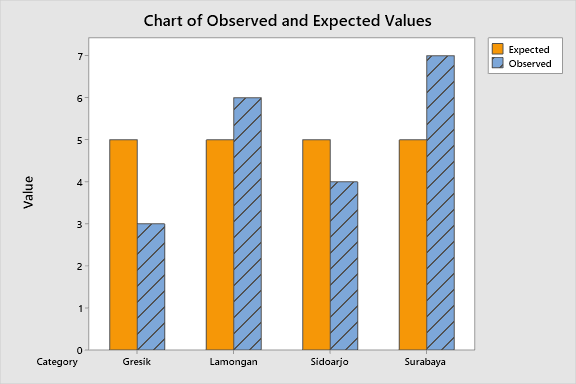 Chart of Observed and Expected Values
Expected
Observed
Value
7
6
5
4
3
2
1
0
Category
Gresik
Lamongan
Sidoarjo
Surabaya